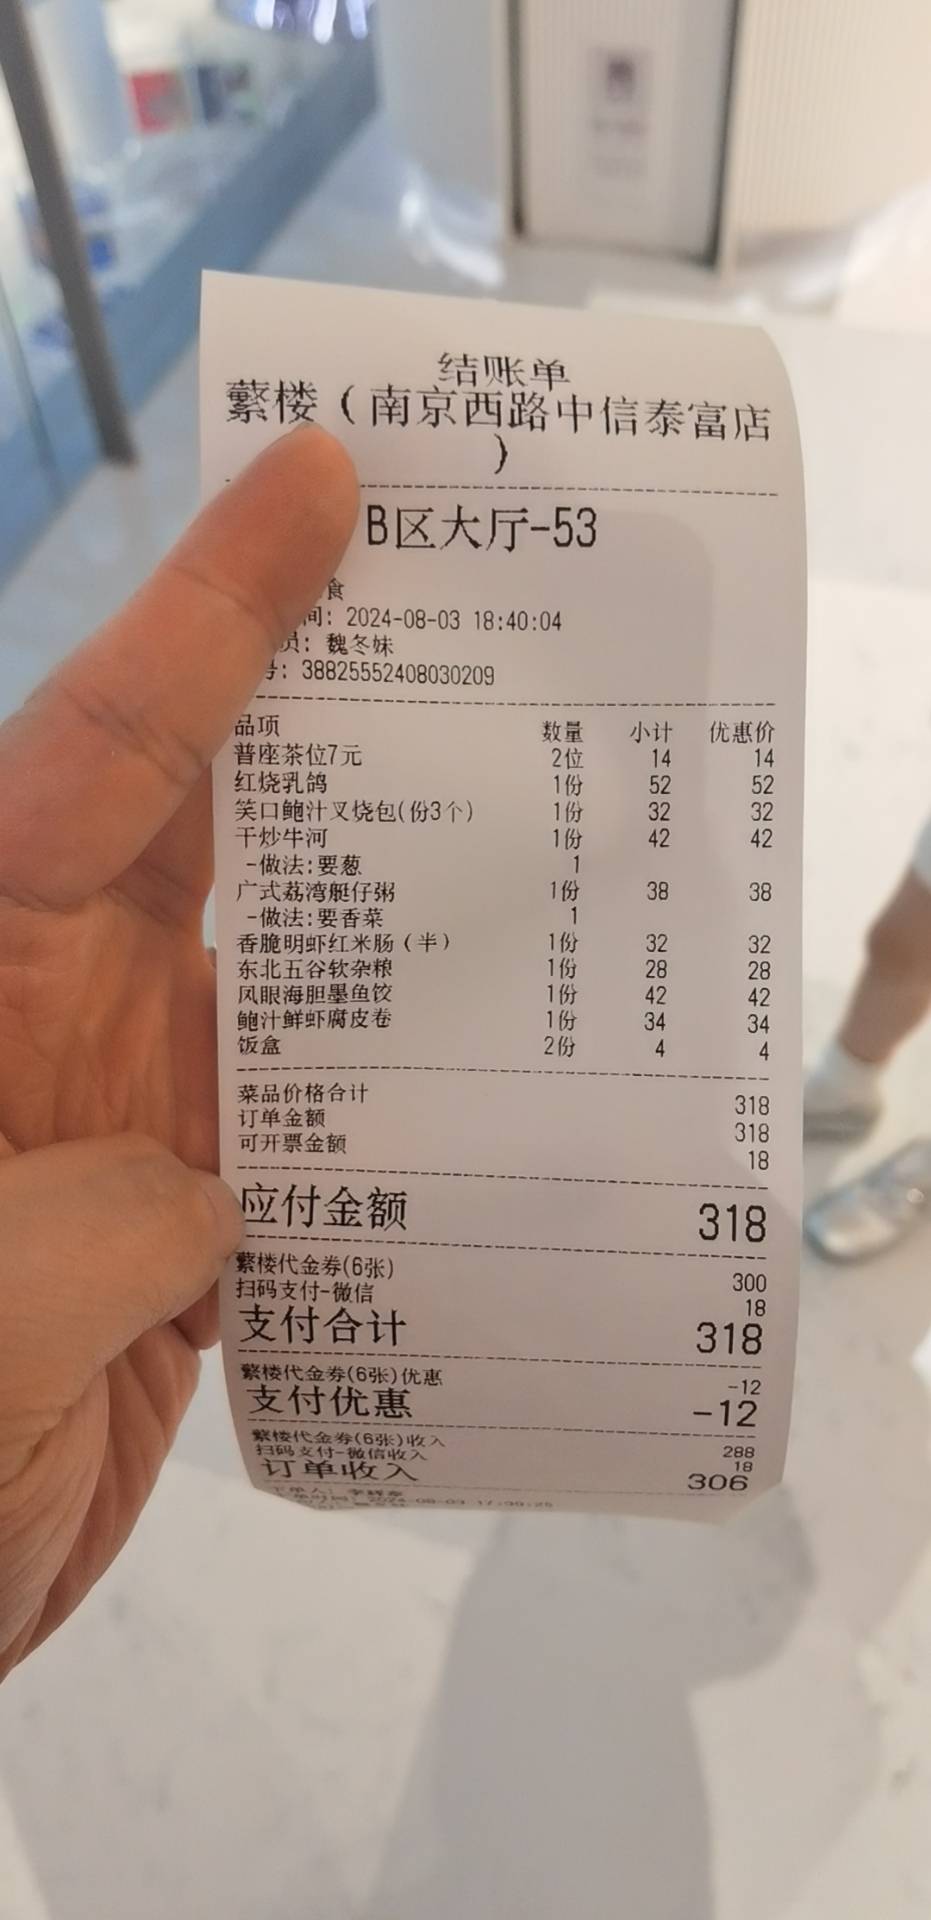 结账单
蘩楼（南京西路中信泰富店
）
B区大厅-53
食
间: 2024-08-03 18:40:04
员: 魏冬妹
号: 38825552408030209
品项 数量 小计 优惠价
普座茶位7元 2位 14 14
红烧乳鸽 1份 52 52
笑口鲍汁叉烧包(份3个) 1份 32 32
干炒牛河 1份 42 42
-做法:要葱 1
广式荔湾艇仔粥 1份 38 38
-做法:要香菜 1
香脆明虾红米肠（半） 1份 32 32
东北五谷软杂粮 1份 28 28
凤眼海胆墨鱼饺 1份 42 42
鲍汁鲜虾腐皮卷 1份 34 34
饭盒 2份 4 4
菜品价格合计 318
订单金额 318
可开票金额 18
应付金额 318
蘩楼代金券(6张) 300
扫码支付-微信 18
支付合计 318
蘩楼代金券(6张)优惠 -12
支付优惠 -12
蘩楼代金券(6张)收入 288
扫码支付-微信收入 18
订单收入 306